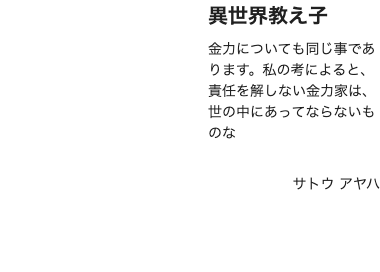 異世界教え子
金力についても同じ事であ
ります。私の考によると、
責任を解しない金力家は、
世の中にあってならないも
のな
サトウ アヤハ